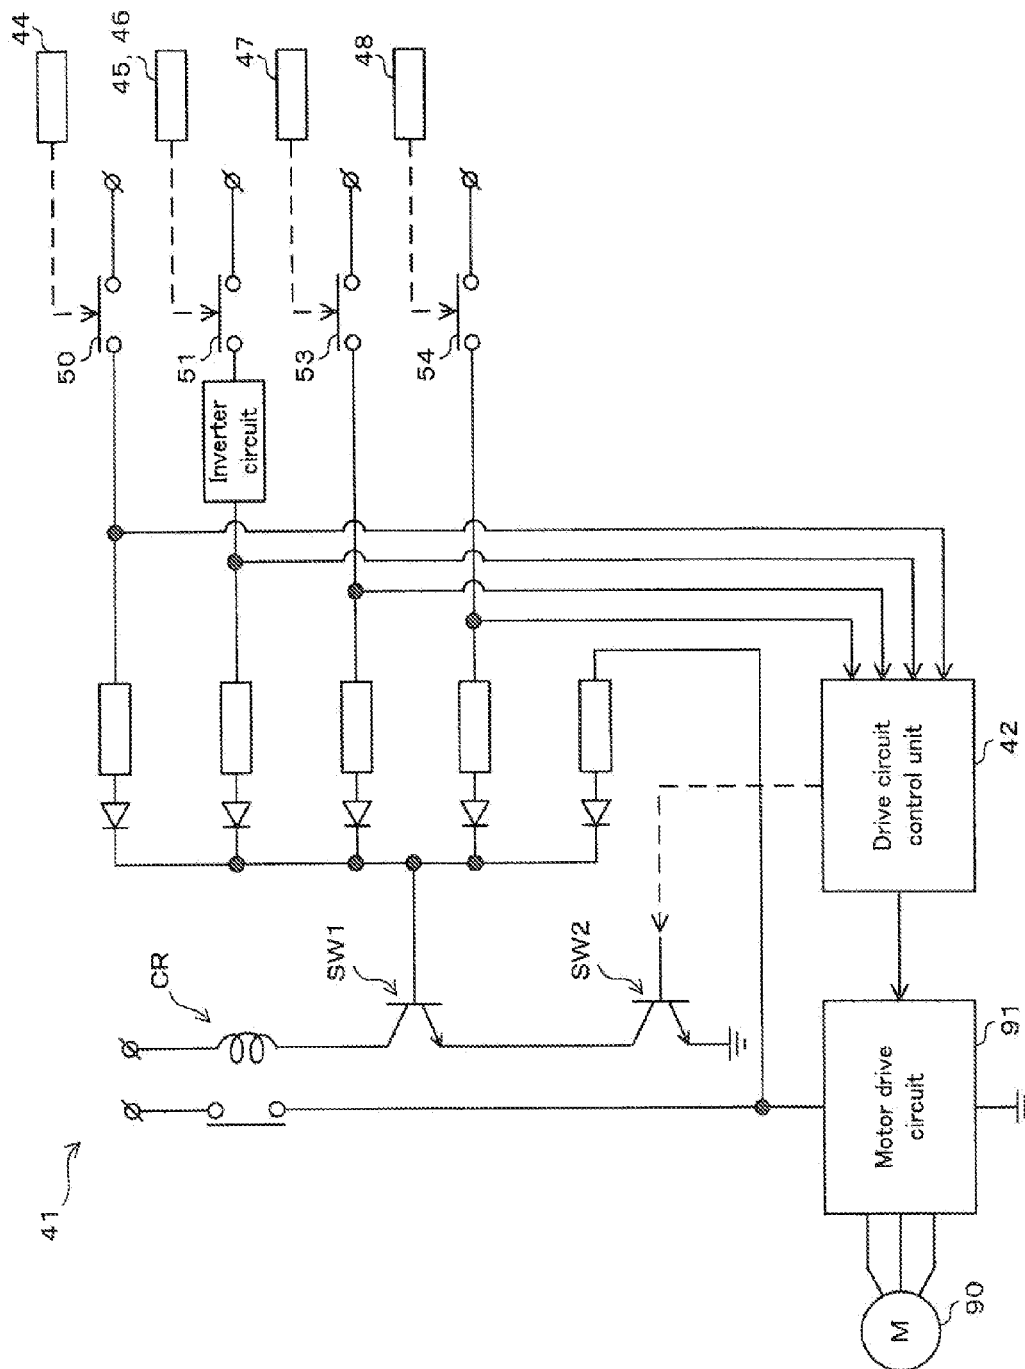 41
CR
SW1
SW2
Inverter
circuit
50
51
53
54
44
45, 46
47
48
M
90
Motor drive
circuit
91
Drive circuit
control unit
42